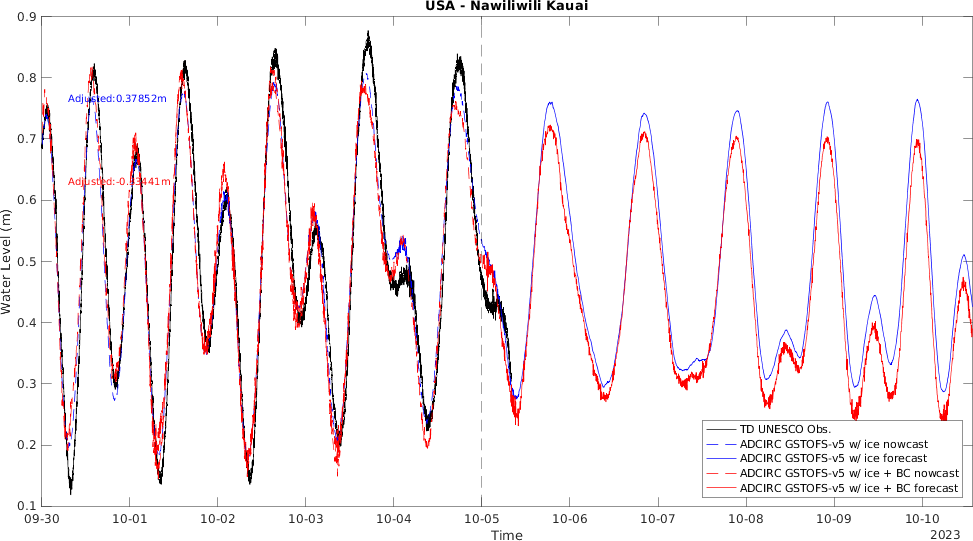 USA - Nawiliwili Kauai
0.9
0.8
0.7
0.6
0.5
0.4
0.3
0.2
0.1
Water Level (m)
Adjusted:0.37852m
TD UNESCO Obs.
ADCIRC GSTOFS-v5 w/ ice nowcast
ADCIRC GSTOFS-v5 w/ ice forecast
ADCIRC GSTOFS-v5 w/ ice + BC nowcast
ADCIRC GSTOFS-v5 w/ ice + BC forecast
09-30 10-01 10-02 10-03 10-04 10-05 10-06 10-07 10-08 10-09 10-10
Time
2023